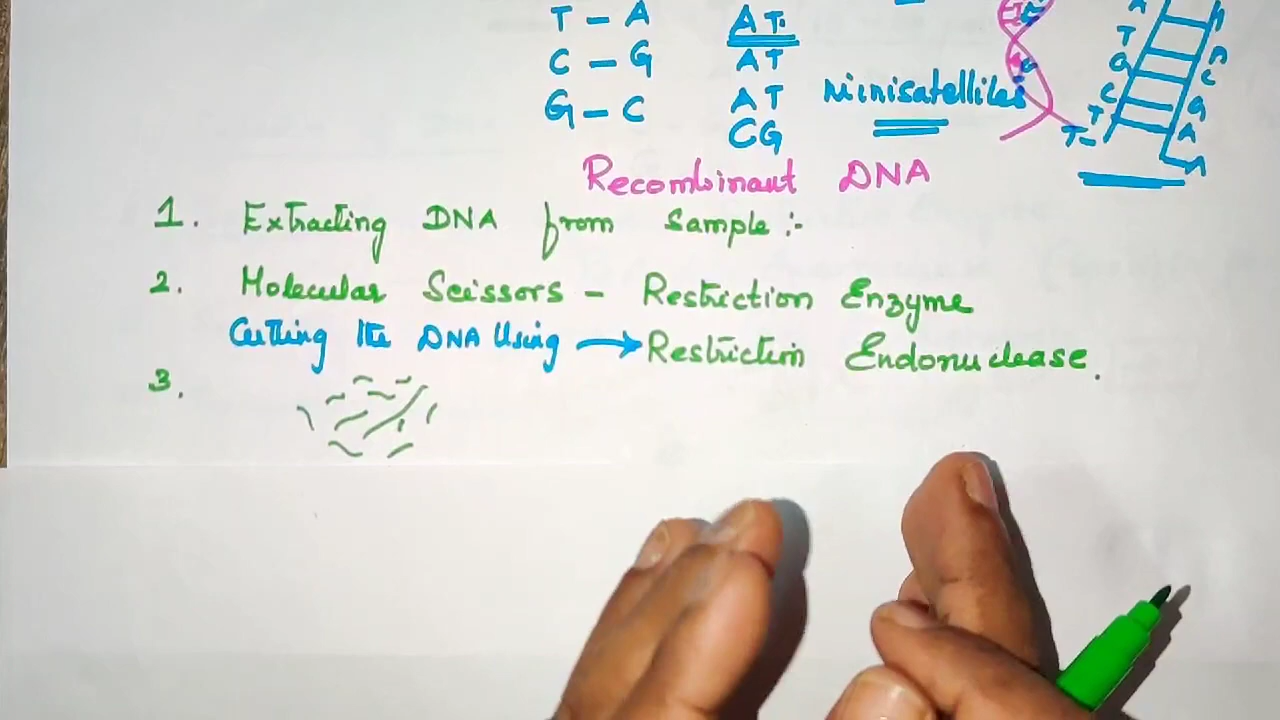 T - A AT.
C - G AT
G - C AT Minisatellites
CG
A
T
G
C
T
T-
A
C
G
A
Recombinant DNA
1. Extracting DNA from Sample :-
2. Molecular Scissors - Restriction Enzyme
Cutting the DNA Using → Restriction Endonuclease.
3.